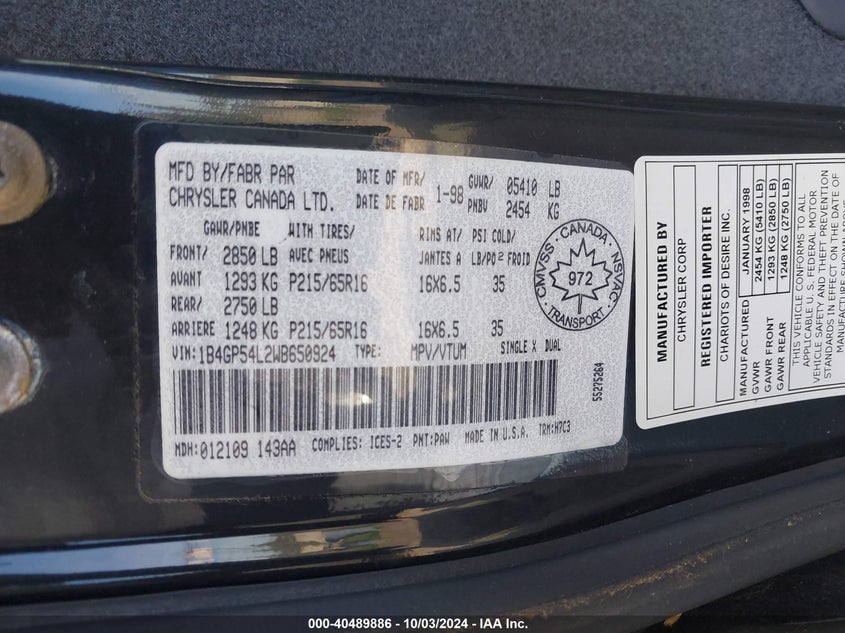 MFD BY/FABR PAR DATE OF MFR/ GVWR/ 05410 LB
CHRYSLER CANADA LTD. DATE DE FABR 1-98 PNBV 2454 KG
GAWR/PNBE WITH TIRES/ RIMS AT/ PSI COLD/
FRONT/ 2850 LB AVEC PNEUS JANTES A LB/PO² FROID
AVANT 1293 KG P215/65R16 16X6.5 35
REAR/ 2750 LB
ARRIERE 1248 KG P215/65R16 16X6.5 35
VIN: 1B4GP54L2WB650924 TYPE: MPV/VTUM SINGLE X DUAL
MDH: 012109 143AA COMPLIES: ICES-2 PNT: PAW MADE IN U.S.A. TRM: H7C3
55275264
CMVSS · CANADA · NSVAC · TRANSPORT ·
972
MANUFACTURED BY
CHRYSLER CORP
REGISTERED IMPORTER
CHARIOTS OF DESIRE INC.
MANUFACTURED JANUARY 1998
GVWR 2454 KG (5410 LB)
GAWR FRONT 1293 KG (2850 LB)
GAWR REAR 1248 KG (2750 LB)
THIS VEHICLE CONFORMS TO ALL
APPLICABLE U.S. FEDERAL MOTOR
VEHICLE SAFETY AND THEFT PREVENTION
STANDARDS IN EFFECT ON THE DATE OF
MANUFACTURE SHOWN ABOVE.
000-40489886 - 10/03/2024 - IAA Inc.